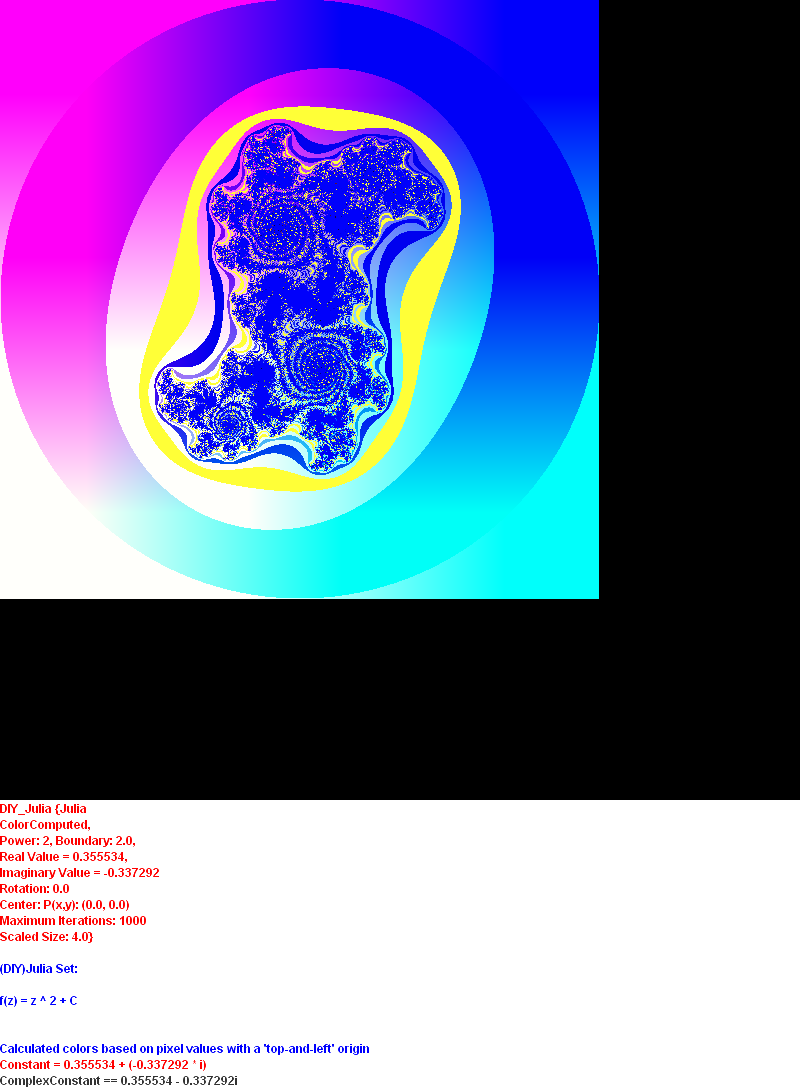 DIY_Julia {Julia
ColorComputed,
Power: 2, Boundary: 2.0,
Real Value = 0.355534,
Imaginary Value = -0.337292
Rotation: 0.0
Center: P(x,y): (0.0, 0.0)
Maximum Iterations: 1000
Scaled Size: 4.0}
(DIY)Julia Set:
f(z) = z ^ 2 + C
Calculated colors based on pixel values with a 'top-and-left' origin
Constant = 0.355534 + (-0.337292 * i)
ComplexConstant == 0.355534 - 0.337292i